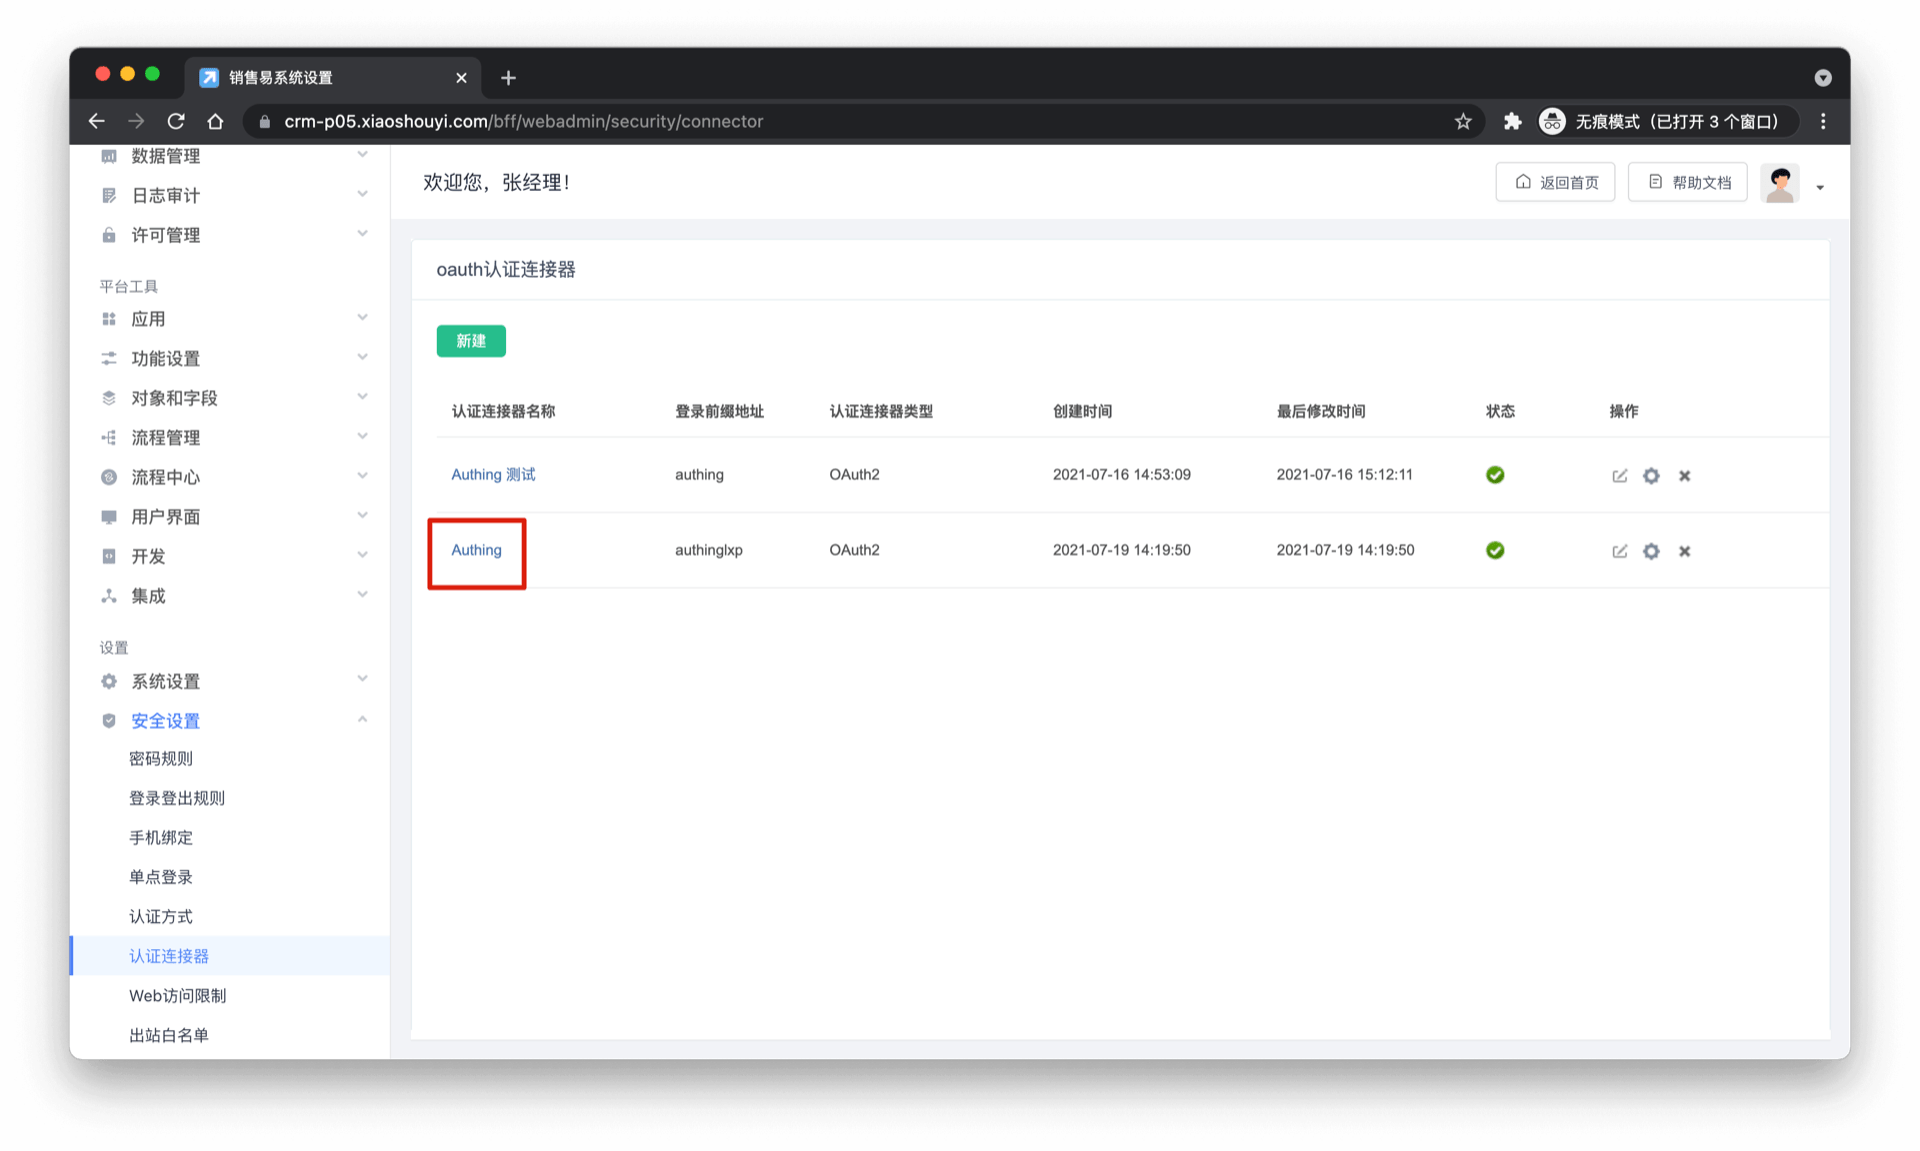 销售易系统设置
crm-p05.xiaoshouyi.com/bff/webadmin/security/connector
无痕模式（已打开 3 个窗口）
数据管理
日志审计
许可管理
平台工具
应用
功能设置
对象和字段
流程管理
流程中心
用户界面
开发
集成
设置
系统设置
安全设置
密码规则
登录登出规则
手机绑定
单点登录
认证方式
认证连接器
Web访问限制
出站白名单
欢迎您，张经理！
返回首页
帮助文档
oauth认证连接器
新建
认证连接器名称 登录前缀地址 认证连接器类型 创建时间 最后修改时间 状态 操作
Authing 测试 authing OAuth2 2021-07-16 14:53:09 2021-07-16 15:12:11
Authing authinglxp OAuth2 2021-07-19 14:19:50 2021-07-19 14:19:50